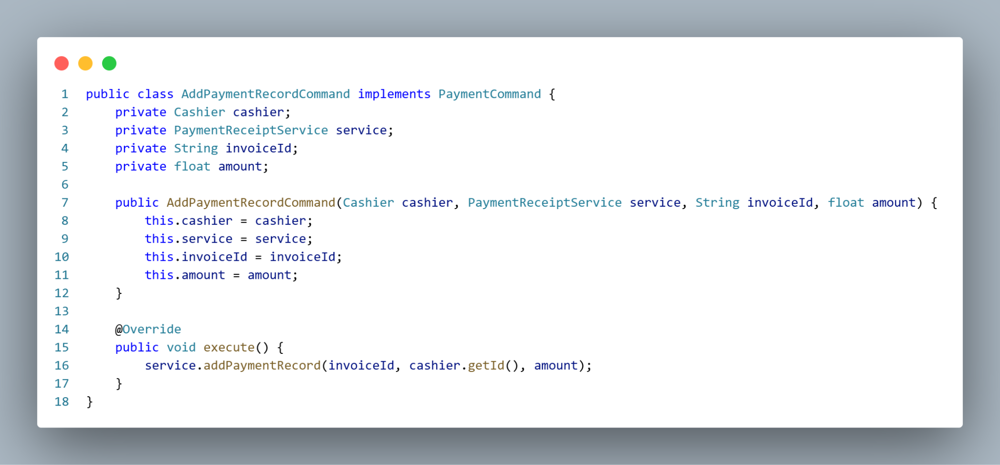 1 public class AddPaymentRecordCommand implements PaymentCommand {
2     private Cashier cashier;
3     private PaymentReceiptService service;
4     private String invoiceId;
5     private float amount;
6
7     public AddPaymentRecordCommand(Cashier cashier, PaymentReceiptService service, String invoiceId, float amount) {
8         this.cashier = cashier;
9         this.service = service;
10         this.invoiceId = invoiceId;
11         this.amount = amount;
12     }
13
14     @Override
15     public void execute() {
16         service.addPaymentRecord(invoiceId, cashier.getId(), amount);
17     }
18 }